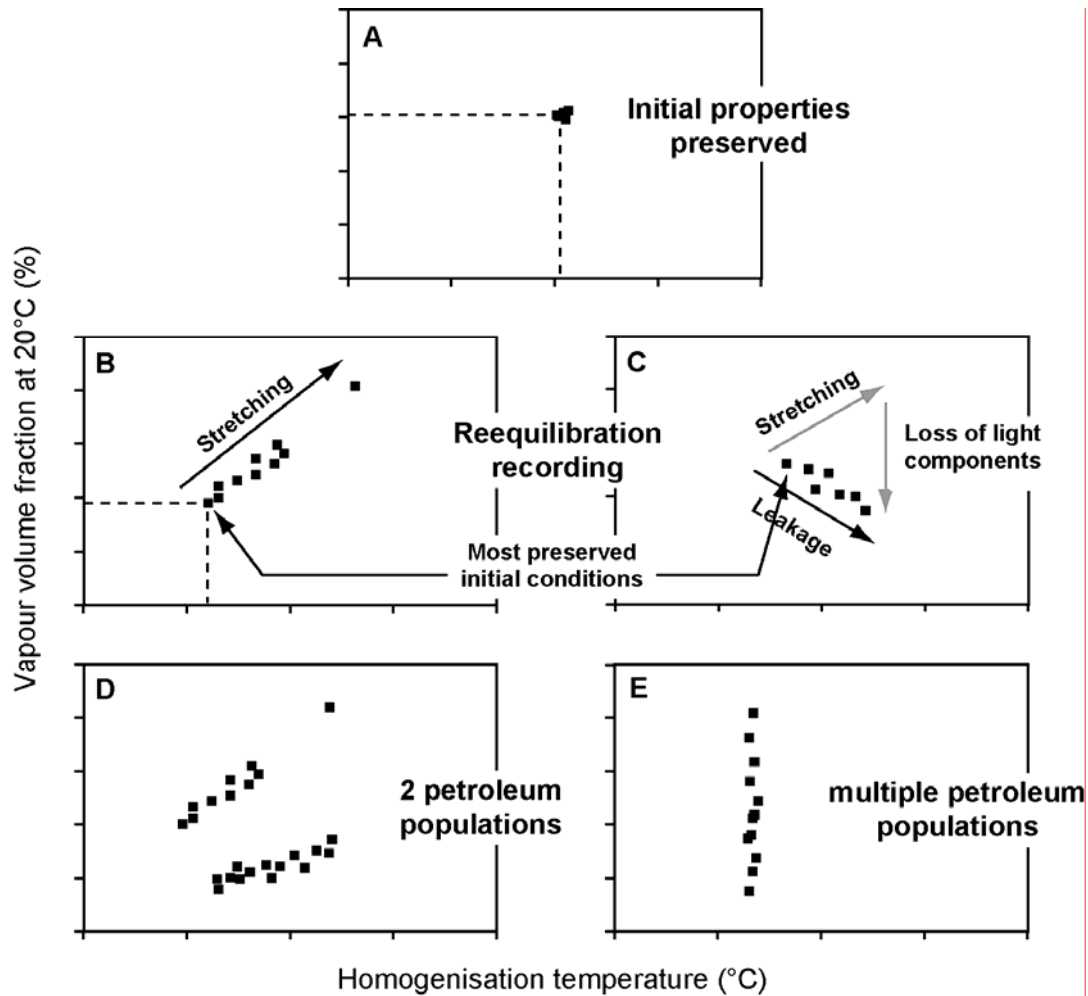 A
Initial properties
preserved
Vapour volume fraction at 20°C (%)
B
Stretching
Reequilibration
recording
Most preserved
initial conditions
C
Stretching
Loss of light
components
Leakage
D
2 petroleum
populations
E
multiple petroleum
populations
Homogenisation temperature (°C)